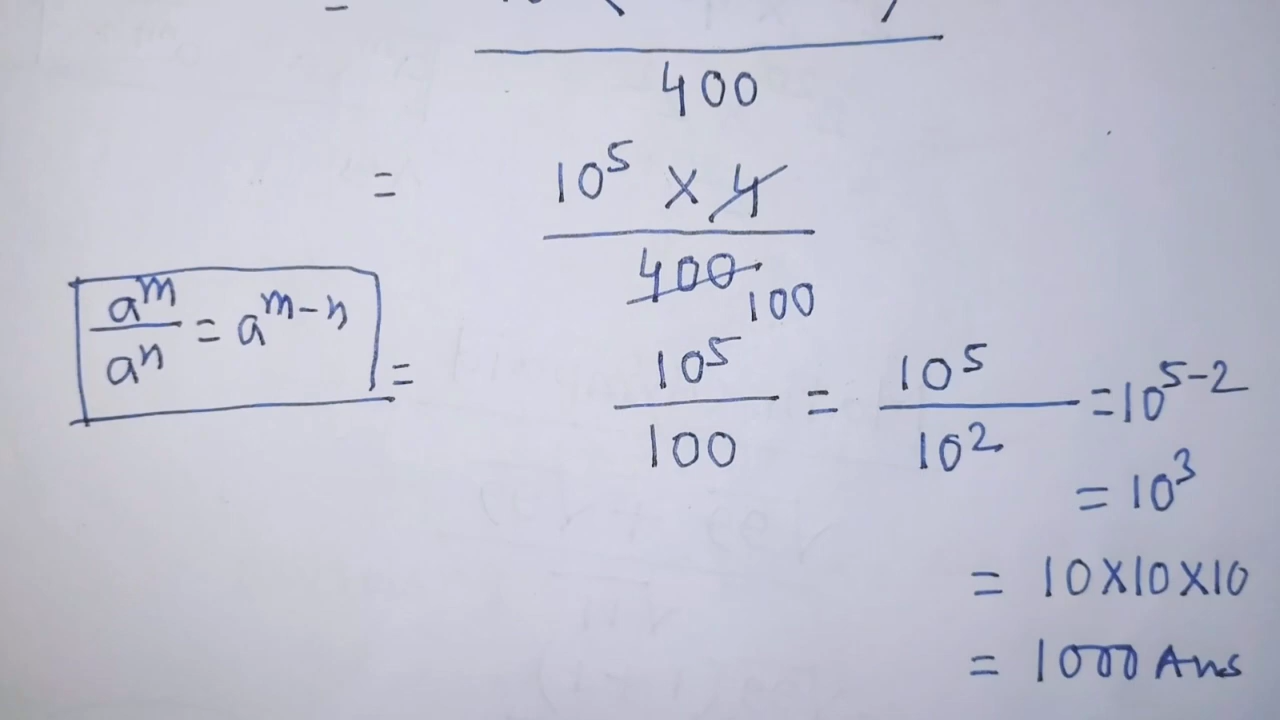 =
400
= 10^5 × 4
400 100
a^m / a^n = a^(m-n)
= 10^5 / 100 = 10^5 / 10^2 = 10^(5-2)
= 10^3
= 10×10×10
= 1000 Ans